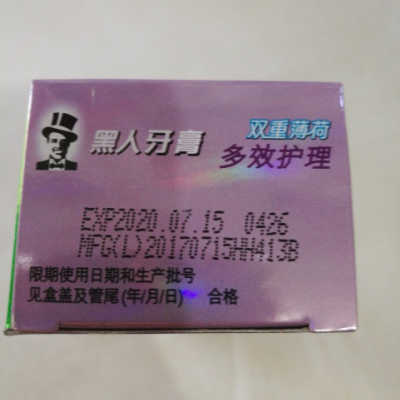 黑人牙膏
双重薄荷
多效护理
EXP2020.07.15 0426
MFG(L)20170715HH413B
限期使用日期和生产批号
见盒盖及管尾(年/月/日) 合格